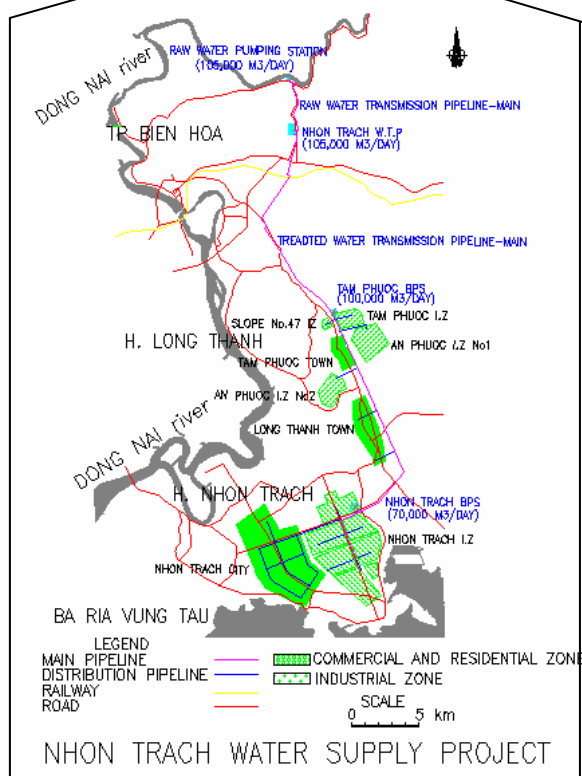 RAW WATER PUMPING STATION
(105,000 M3/DAY)
DONG NAI river
RAW WATER TRANSMISSION PIPELINE-MAIN
TP BIEN HOA
NHON TRACH W.T.P
(105,000 M3/DAY)
TREADTED WATER TRANSMISSION PIPELINE-MAIN
TAM PHUOC BPS
(100,000 M3/DAY)
TAM PHUOC I.Z
SLOPE No.47 IZ
H. LONG THANH
AN PHUOC I.Z No1
TAM PHUOC TOWN
AN PHUOC I.Z No2
LONG THANH TOWN
DONG NAI river
H. NHON TRACH
NHON TRACH BPS
(70,000 M3/DAY)
NHON TRACH I.Z
NHON TRACH CITY
BA RIA VUNG TAU
LEGEND
MAIN PIPELINE
COMMERCIAL AND RESIDENTIAL ZONE
DISTRIBUTION PIPELINE
INDUSTRIAL ZONE
RAILWAY
ROAD
SCALE
0 5 km
NHON TRACH WATER SUPPLY PROJECT